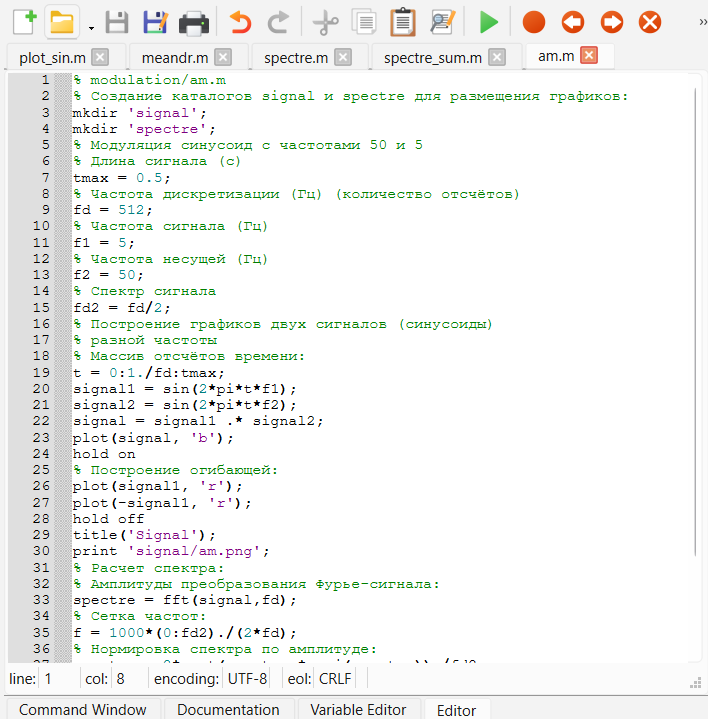 plot_sin.m meandr.m spectre.m spectre_sum.m am.m
1 % modulation/am.m
2 % Создание каталогов signal и spectre для размещения графиков:
3 mkdir 'signal';
4 mkdir 'spectre';
5 % Модуляция синусоид с частотами 50 и 5
6 % Длина сигнала (с)
7 tmax = 0.5;
8 % Частота дискретизации (Гц) (количество отсчётов)
9 fd = 512;
10 % Частота сигнала (Гц)
11 f1 = 5;
12 % Частота несущей (Гц)
13 f2 = 50;
14 % Спектр сигнала
15 fd2 = fd/2;
16 % Построение графиков двух сигналов (синусоиды)
17 % разной частоты
18 % Массив отсчётов времени:
19 t = 0:1./fd:tmax;
20 signal1 = sin(2*pi*t*f1);
21 signal2 = sin(2*pi*t*f2);
22 signal = signal1 .* signal2;
23 plot(signal, 'b');
24 hold on
25 % Построение огибающей:
26 plot(signal1, 'r');
27 plot(-signal1, 'r');
28 hold off
29 title('Signal');
30 print 'signal/am.png';
31 % Расчет спектра:
32 % Амплитуды преобразования Фурье-сигнала:
33 spectre = fft(signal,fd);
34 % Сетка частот:
35 f = 1000*(0:fd2)./(2*fd);
36 % Нормировка спектра по амплитуде:
line: 1 col: 8 encoding: UTF-8 eol: CRLF
Command Window Documentation Variable Editor Editor